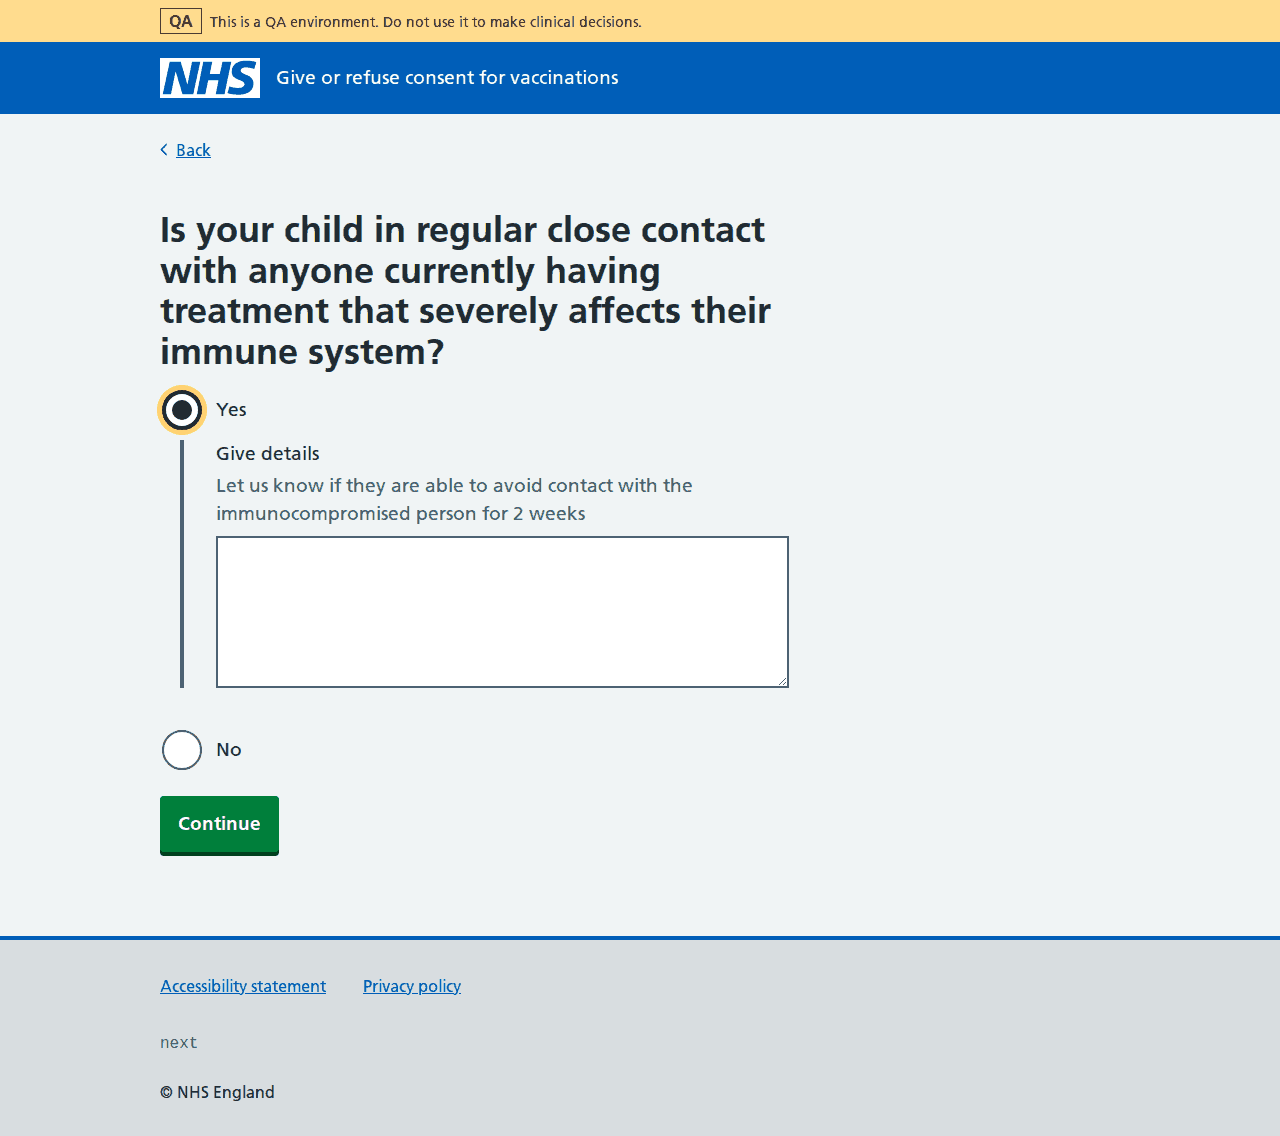 QA This is a QA environment. Do not use it to make clinical decisions.
NHS Give or refuse consent for vaccinations
Back
Is your child in regular close contact
with anyone currently having
treatment that severely affects their
immune system?
Yes
Give details
Let us know if they are able to avoid contact with the
immunocompromised person for 2 weeks
No
Continue
Accessibility statement Privacy policy
next
© NHS England